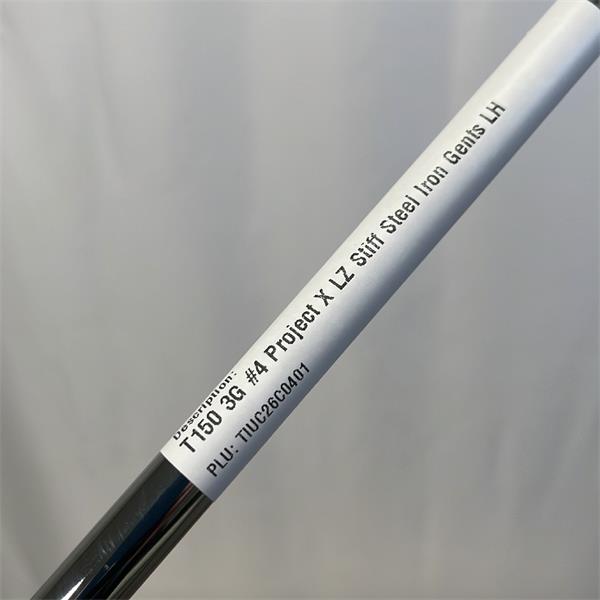 Description:
T150 3G #4 Project X LZ Stiff Steel Iron Gents LH
PLU: TIUC26C0401